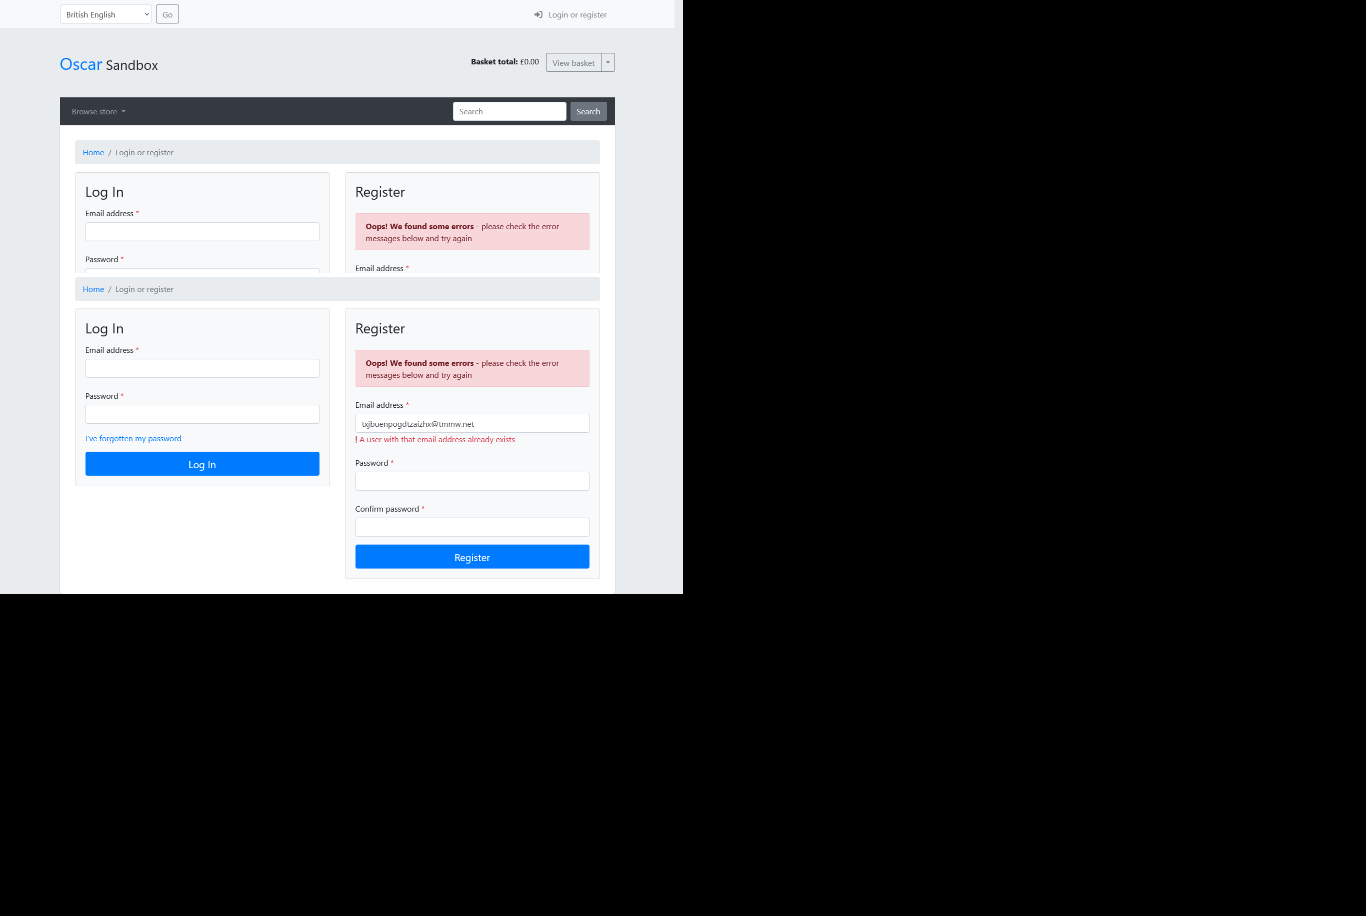 British English
Go
Login or register
Oscar Sandbox
Basket total: £0.00
View basket
Browse store
Search
Search
Home / Login or register
Log In
Email address *
Password *
Register
Oops! We found some errors - please check the error
messages below and try again
Email address *
Home / Login or register
Log In
Email address *
Password *
I've forgotten my password
Log In
Register
Oops! We found some errors - please check the error
messages below and try again
Email address *
txjbuenpogdtzaizhx@tmmw.net
! A user with that email address already exists
Password *
Confirm password *
Register